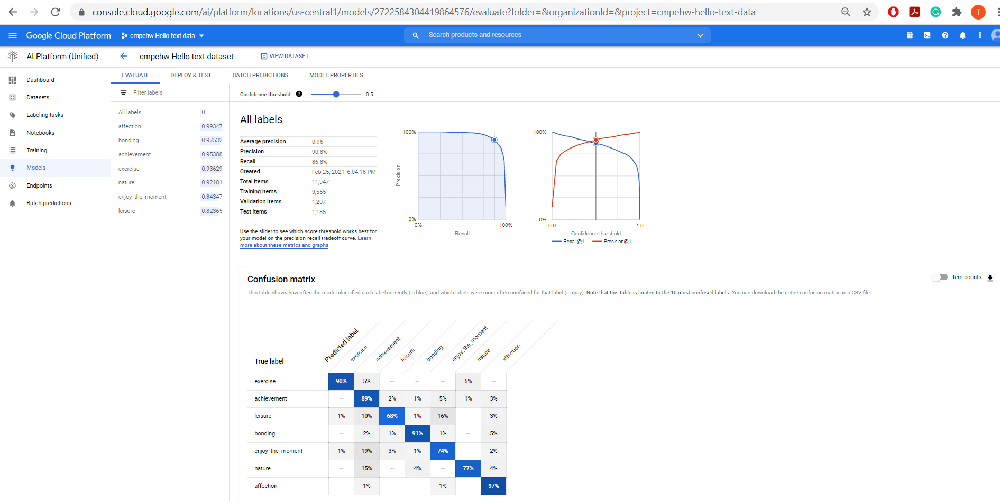 console.cloud.google.com/ai/platform/locations/us-central1/models/2722584304419864576/evaluate?folder=&organizationId=&project=cmpehw-hello-text-data
T
Google Cloud Platform
cmpehw Hello text data
Search products and resources
AI Platform (Unified)
cmpehw Hello text dataset
VIEW DATASET
EVALUATE
DEPLOY & TEST
BATCH PREDICTIONS
MODEL PROPERTIES
Dashboard
Datasets
Labeling tasks
Notebooks
Training
Models
Endpoints
Batch predictions
Filter labels
All labels 0
affection 0.99347
bonding 0.97532
achievement 0.95388
exercise 0.93629
nature 0.92181
enjoy_the_moment 0.84347
leisure 0.82365
Confidence threshold 0.5
All labels
Average precision 0.96
Precision 90.8%
Recall 86.8%
Created Feb 25, 2021, 6:04:18 PM
Total items 11,947
Training items 9,555
Validation items 1,207
Test items 1,185
Use the slider to see which score threshold works best for
your model on the precision-recall tradeoff curve. Learn
more about these metrics and graphs
100%
Precision
0%
0% 100%
Recall
100%
0%
0.0 1.0
Confidence threshold
Recall@1 Precision@1
Confusion matrix
Item counts
This table shows how often the model classified each label correctly (in blue), and which labels were most often confused for that label (in gray). Note that this table is limited to the 10 most confused labels. You can download the entire confusion matrix as a CSV file.
True label
Predicted label
exercise
achievement
leisure
bonding
enjoy_the_moment
nature
affection
exercise 90% 5% — — — 5% —
achievement — 89% 2% 1% 5% 1% 3%
leisure 1% 10% 68% 1% 16% — 3%
bonding — 2% 1% 91% 1% — 5%
enjoy_the_moment 1% 19% 3% 1% 74% — 2%
nature — 15% — 4% — 77% 4%
affection — 1% — — 1% — 97%